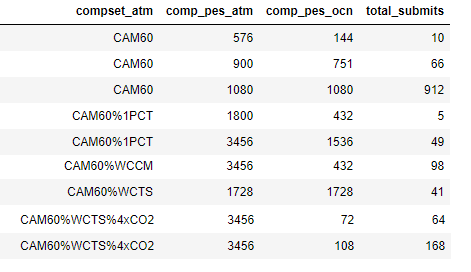 compset_atm comp_pes_atm comp_pes_ocn total_submits
CAM60 576 144 10
CAM60 900 751 66
CAM60 1080 1080 912
CAM60%1PCT 1800 432 5
CAM60%1PCT 3456 1536 49
CAM60%WCCM 3456 432 98
CAM60%WCTS 1728 1728 41
CAM60%WCTS%4xCO2 3456 72 64
CAM60%WCTS%4xCO2 3456 108 168